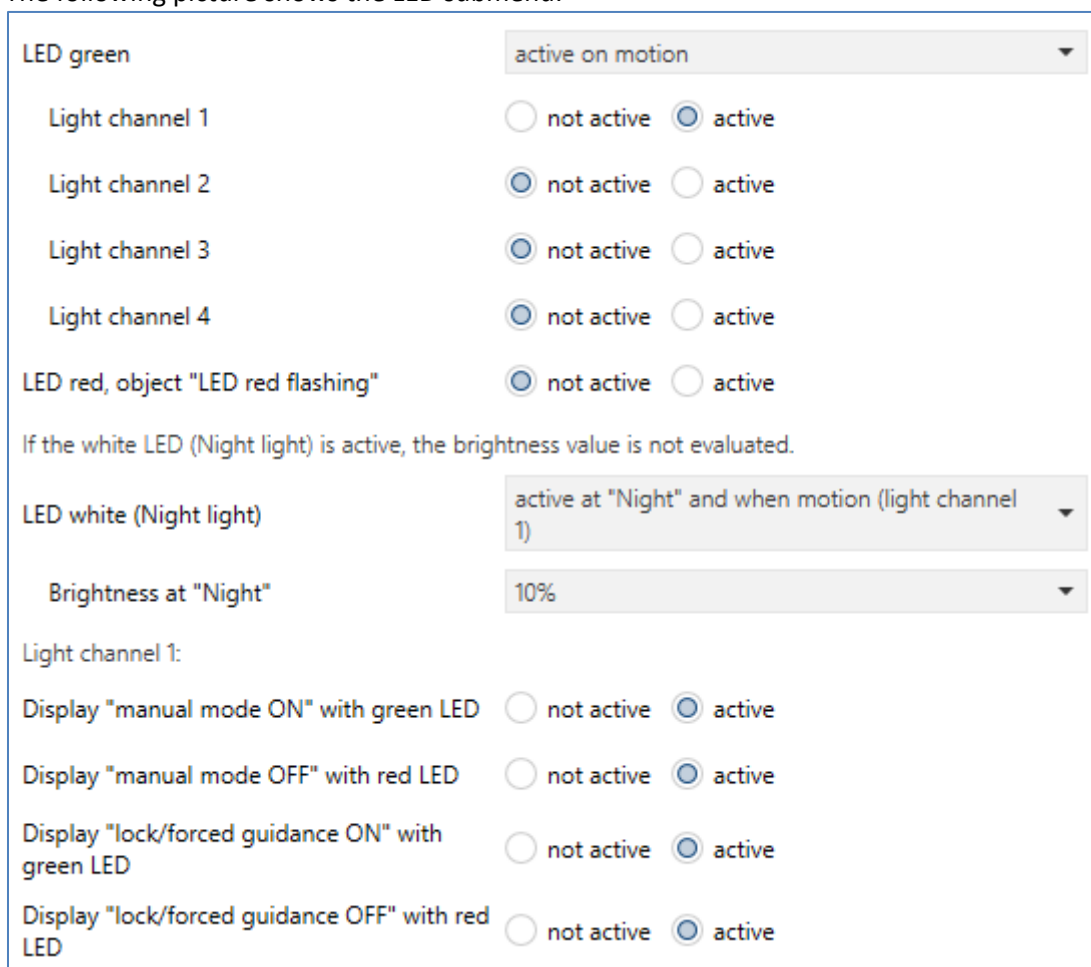 The following picture shows the LED submenu:
LED green active on motion
Light channel 1 not active active
Light channel 2 not active active
Light channel 3 not active active
Light channel 4 not active active
LED red, object "LED red flashing" not active active
If the white LED (Night light) is active, the brightness value is not evaluated.
LED white (Night light) active at "Night" and when motion (light channel
1)
Brightness at "Night" 10%
Light channel 1:
Display "manual mode ON" with green LED not active active
Display "manual mode OFF" with red LED not active active
Display "lock/forced guidance ON" with
green LED not active active
Display "lock/forced guidance OFF" with red
LED not active active